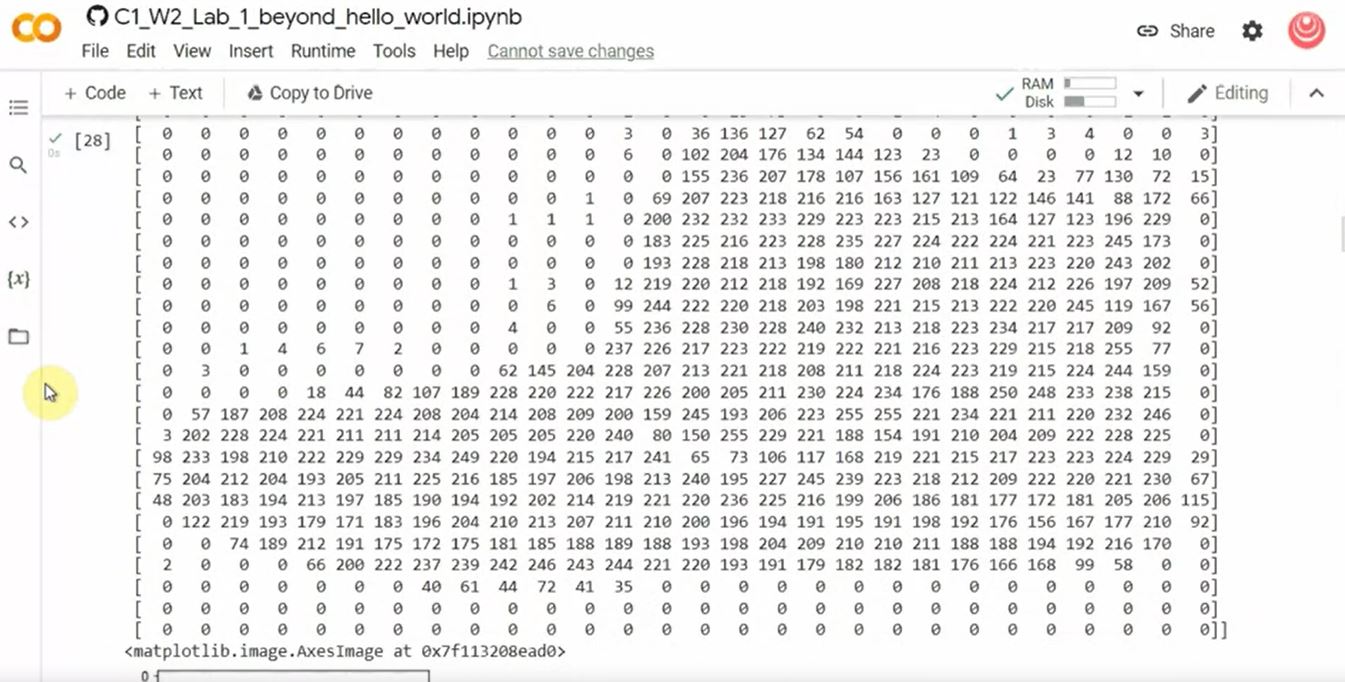 C1_W2_Lab_1_beyond_hello_world.ipynb
File Edit View Insert Runtime Tools Help Cannot save changes
Share
+ Code + Text Copy to Drive
RAM
Disk
Editing
[28]
0s
{x}
[ 0 0 0 0 0 0 0 0 0 0 0 0 3 0 36 136 127 62 54 0 0 0 1 3 4 0 0 3]
[ 0 0 0 0 0 0 0 0 0 0 0 0 6 0 102 204 176 134 144 123 23 0 0 0 0 12 10 0]
[ 0 0 0 0 0 0 0 0 0 0 0 0 0 0 155 236 207 178 107 156 161 109 64 23 77 130 72 15]
[ 0 0 0 0 0 0 0 0 0 0 0 1 0 69 207 223 218 216 216 163 127 121 122 146 141 88 172 66]
[ 0 0 0 0 0 0 0 0 0 1 1 1 0 200 232 232 233 229 223 223 215 213 164 127 123 196 229 0]
[ 0 0 0 0 0 0 0 0 0 0 0 0 0 183 225 216 223 228 235 227 224 222 224 221 223 245 173 0]
[ 0 0 0 0 0 0 0 0 0 0 0 0 0 193 228 218 213 198 180 212 210 211 213 223 220 243 202 0]
[ 0 0 0 0 0 0 0 0 0 1 3 0 12 219 220 212 218 192 169 227 208 218 224 212 226 197 209 52]
[ 0 0 0 0 0 0 0 0 0 0 6 0 99 244 222 220 218 203 198 221 215 213 222 220 245 119 167 56]
[ 0 0 0 0 0 0 0 0 0 4 0 0 55 236 228 230 228 240 232 213 218 223 234 217 217 209 92 0]
[ 0 0 1 4 6 7 2 0 0 0 0 0 237 226 217 223 222 219 222 221 216 223 229 215 218 255 77 0]
[ 0 3 0 0 0 0 0 0 0 62 145 204 228 207 213 221 218 208 211 218 224 223 219 215 224 244 159 0]
[ 0 0 0 0 18 44 82 107 189 228 220 222 217 226 200 205 211 230 224 234 176 188 250 248 233 238 215 0]
[ 0 57 187 208 224 221 224 208 204 214 208 209 200 159 245 193 206 223 255 255 221 234 221 211 220 232 246 0]
[ 3 202 228 224 221 211 211 214 205 205 205 220 240 80 150 255 229 221 188 154 191 210 204 209 222 228 225 0]
[ 98 233 198 210 222 229 229 234 249 220 194 215 217 241 65 73 106 117 168 219 221 215 217 223 223 224 229 29]
[ 75 204 212 204 193 205 211 225 216 185 197 206 198 213 240 195 227 245 239 223 218 212 209 222 220 221 230 67]
[ 48 203 183 194 213 197 185 190 194 192 202 214 219 221 220 236 225 216 199 206 186 181 177 172 181 205 206 115]
[ 0 122 219 193 179 171 183 196 204 210 213 207 211 210 200 196 194 191 195 191 198 192 176 156 167 177 210 92]
[ 0 0 74 189 212 191 175 172 175 181 185 188 189 188 193 198 204 209 210 210 211 188 188 194 192 216 170 0]
[ 2 0 0 0 66 200 222 237 239 242 246 243 244 221 220 193 191 179 182 182 181 176 166 168 99 58 0 0]
[ 0 0 0 0 0 0 0 40 61 44 72 41 35 0 0 0 0 0 0 0 0 0 0 0 0 0 0 0]
[ 0 0 0 0 0 0 0 0 0 0 0 0 0 0 0 0 0 0 0 0 0 0 0 0 0 0 0 0]
[ 0 0 0 0 0 0 0 0 0 0 0 0 0 0 0 0 0 0 0 0 0 0 0 0 0 0 0 0]]
<matplotlib.image.AxesImage at 0x7f113208ead0>
0